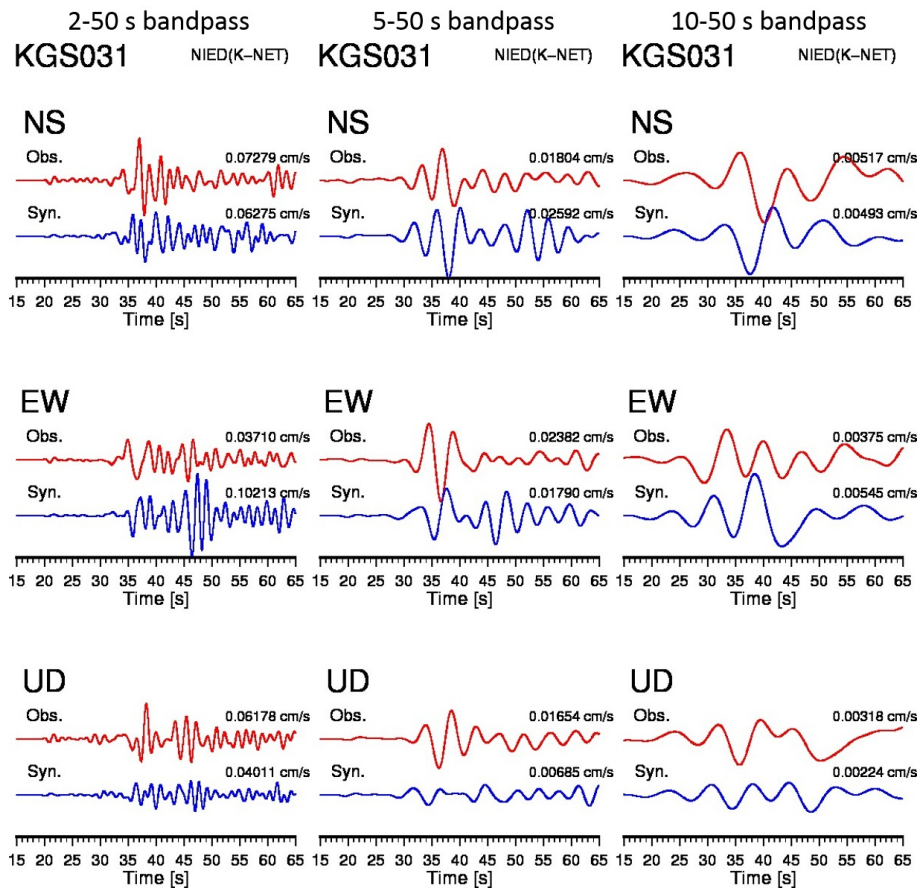 2-50 s bandpass 5-50 s bandpass 10-50 s bandpass
KGS031 NIED(K-NET) KGS031 NIED(K-NET) KGS031 NIED(K-NET)
NS NS NS
Obs. 0.07279 cm/s Obs. 0.01804 cm/s Obs. 0.00517 cm/s
Syn. 0.06275 cm/s Syn. 0.02592 cm/s Syn. 0.00493 cm/s
15 20 25 30 35 40 45 50 55 60 65 15 20 25 30 35 40 45 50 55 60 65 15 20 25 30 35 40 45 50 55 60 65
Time [s] Time [s] Time [s]
EW EW EW
Obs. 0.03710 cm/s Obs. 0.02382 cm/s Obs. 0.00375 cm/s
Syn. 0.10213 cm/s Syn. 0.01790 cm/s Syn. 0.00545 cm/s
15 20 25 30 35 40 45 50 55 60 65 15 20 25 30 35 40 45 50 55 60 65 15 20 25 30 35 40 45 50 55 60 65
Time [s] Time [s] Time [s]
UD UD UD
Obs. 0.06178 cm/s Obs. 0.01654 cm/s Obs. 0.00318 cm/s
Syn. 0.04011 cm/s Syn. 0.00685 cm/s Syn. 0.00224 cm/s
15 20 25 30 35 40 45 50 55 60 65 15 20 25 30 35 40 45 50 55 60 65 15 20 25 30 35 40 45 50 55 60 65
Time [s] Time [s] Time [s]